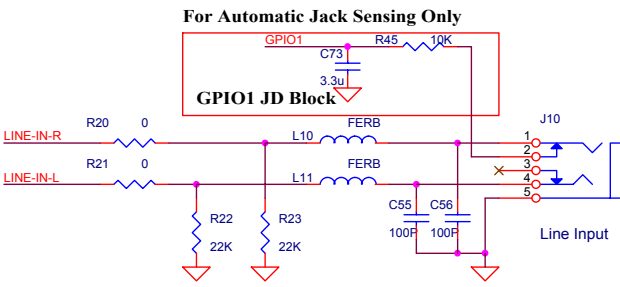 For Automatic Jack Sensing Only
GPIO1
R45
10K
C73
3.3u
GPIO1 JD Block
R20
0
L10
FERB
J10
LINE-IN-R
1
2
R21
0
L11
FERB
3
LINE-IN-L
4
5
R22
R23
C55
C56
22K
22K
100P
100P
Line Input